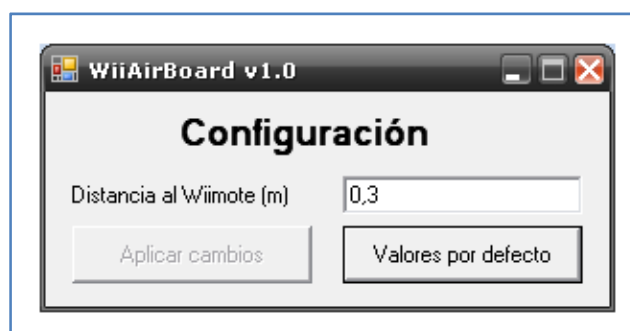 WiiAirBoard v1.0
Configuración
Distancia al Wiimote (m) 0,3
Aplicar cambios Valores por defecto